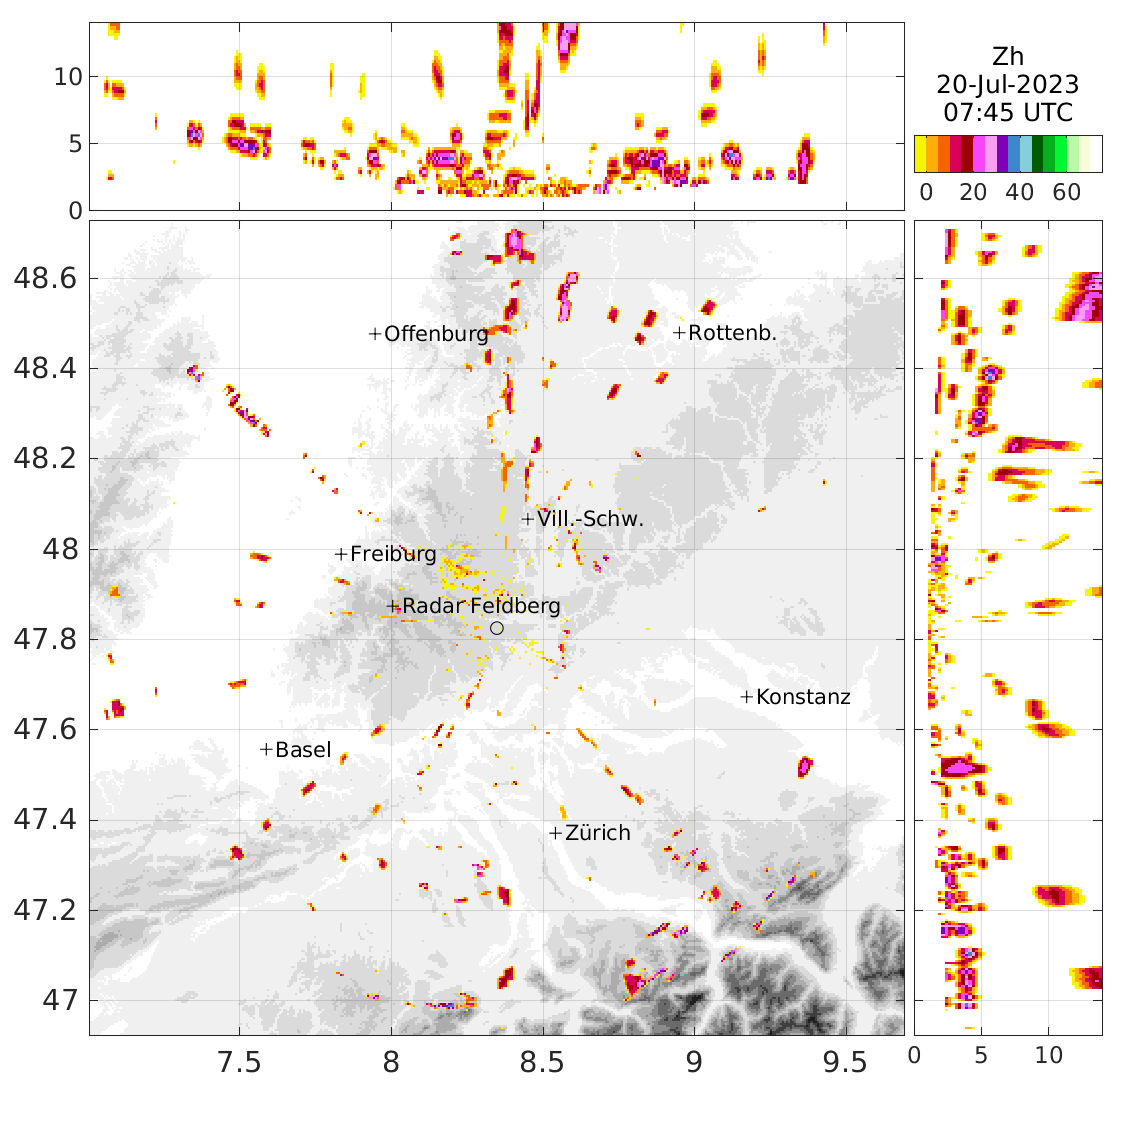 10
5
0
Zh
20-Jul-2023
07:45 UTC
0 20 40 60
48.6
48.4
48.2
48
47.8
47.6
47.4
47.2
47
+Offenburg
+Rottenb.
+Vill.-Schw.
+Freiburg
+Radar Feldberg
+Konstanz
+Basel
+Zürich
7.5 8 8.5 9 9.5
0 5 10